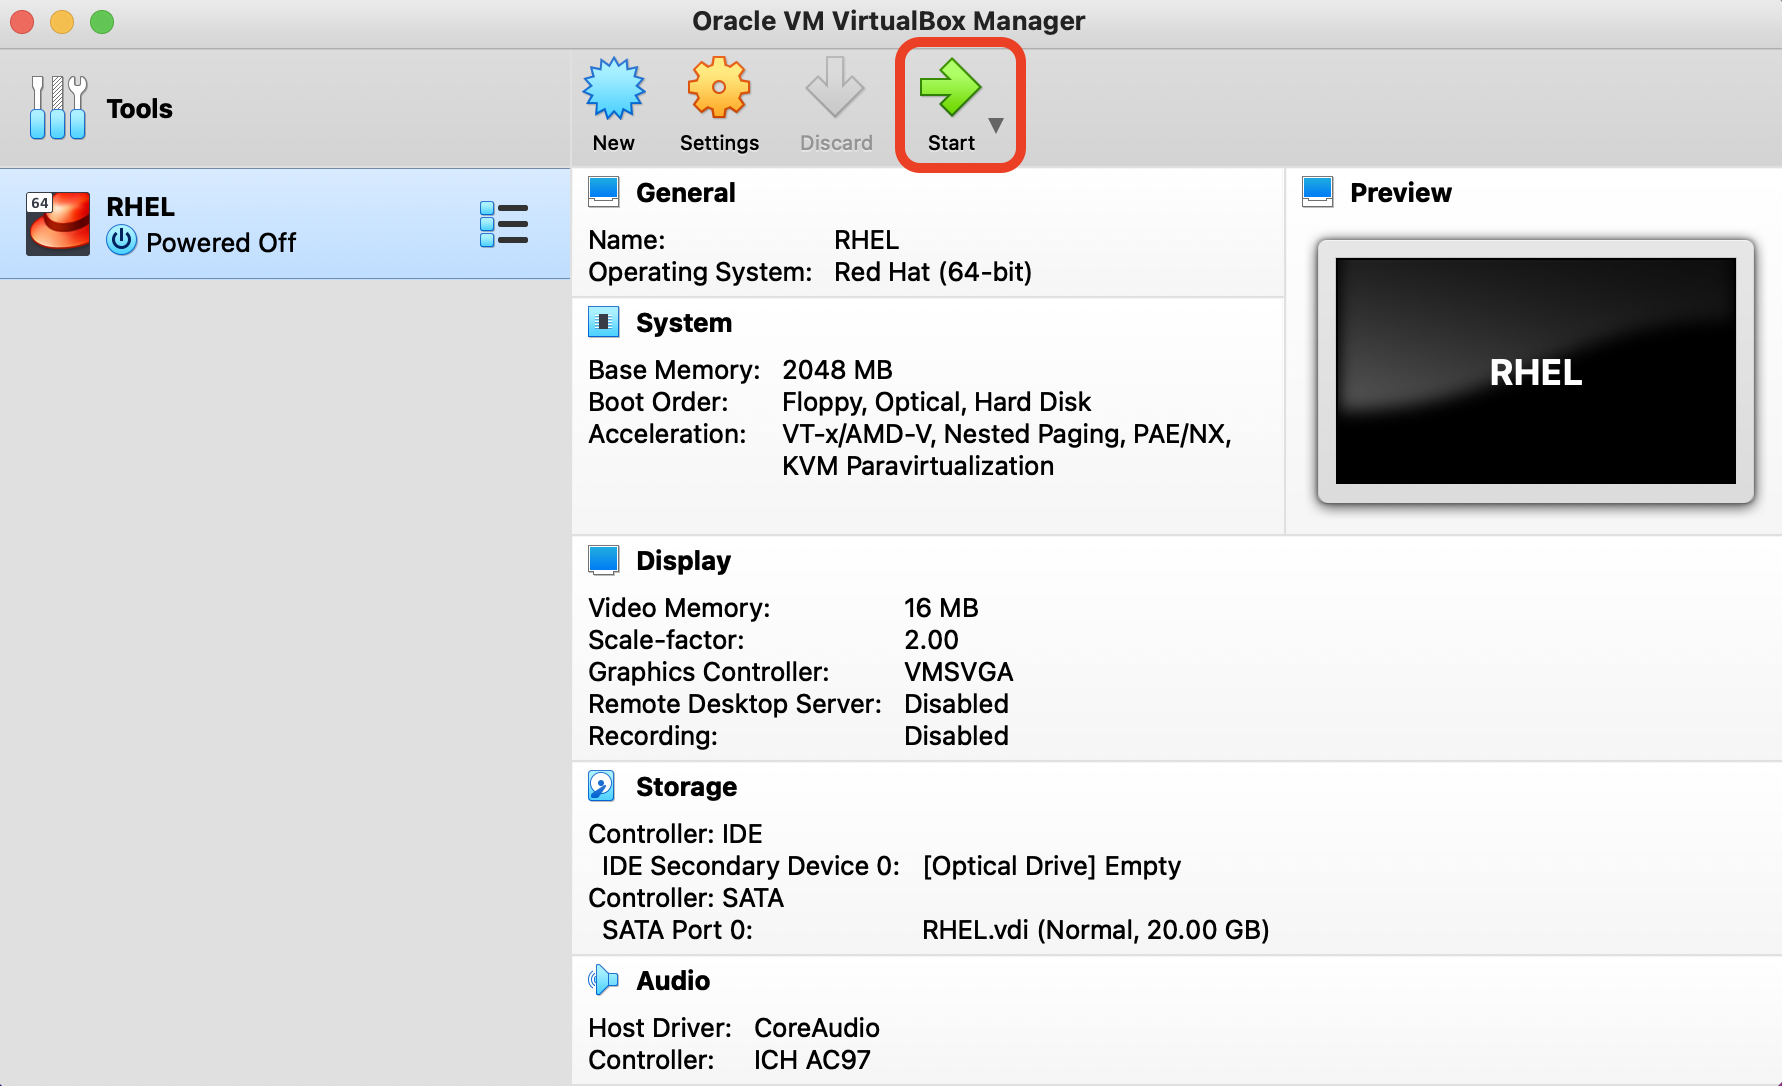 Oracle VM VirtualBox Manager
Tools
New
Settings
Discard
Start
64
RHEL
Powered Off
General
Name: RHEL
Operating System: Red Hat (64-bit)
Preview
RHEL
System
Base Memory: 2048 MB
Boot Order: Floppy, Optical, Hard Disk
Acceleration: VT-x/AMD-V, Nested Paging, PAE/NX,
KVM Paravirtualization
Display
Video Memory: 16 MB
Scale-factor: 2.00
Graphics Controller: VMSVGA
Remote Desktop Server: Disabled
Recording: Disabled
Storage
Controller: IDE
IDE Secondary Device 0: [Optical Drive] Empty
Controller: SATA
SATA Port 0: RHEL.vdi (Normal, 20.00 GB)
Audio
Host Driver: CoreAudio
Controller: ICH AC97